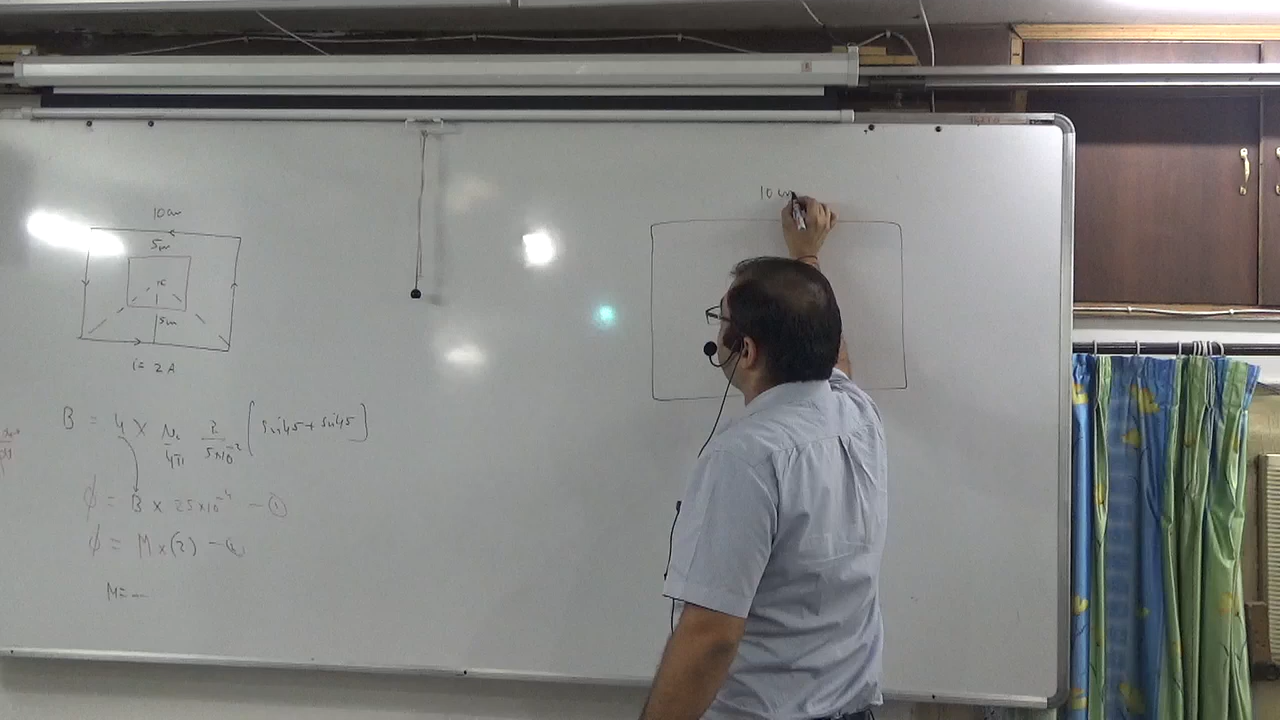 10cm
5cm
5cm
i = 2A
B = 4 × μ₀/4π 2/5×10⁻² [sin45 + sin45]
ϕ = B × 25×10⁻⁴ — ①
ϕ = M × (2) —
M = —
10cm